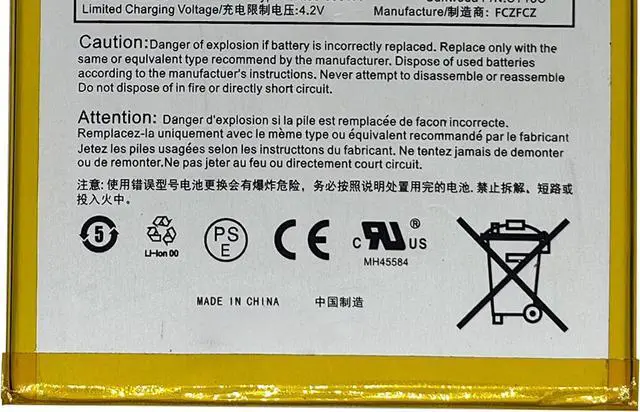 Limited Charging Voltage/充电限制电压:4.2V
Manufacture/制造商: FCZFCZ
Caution:Danger of explosion if battery is incorrectly replaced. Replace only with the
same or equivalent type recommend by the manufacturer. Dispose of used batteries
according to the manufactuer's instructions. Never attempt to disassemble or reassemble
Do not dispose of in fire or directly short circuit.
Attention: Danger d'explosion si la pile est remplacée de facon incorrecte.
Remplacez-la uniquement avec le mème type ou équivalent recommandé par le fabricant
Jetez les piles usagées selon les instructtions du fabricant. Ne tentez jamais de demonter
ou de remonter.Ne pas jeter au feu ou directement court circuit.
注意: 使用错误型号电池更换会有爆炸危险，务必按照说明处置用完的电池. 禁止拆解、短路或
投入火中.
5
Li-Ion 00
PS
E
CE
c RU ® US
MH45584
MADE IN CHINA 中国制造